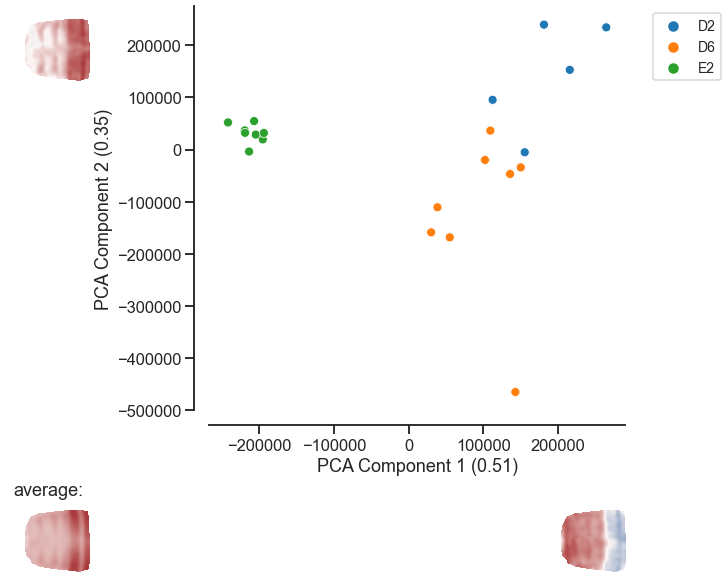 D2
D6
E2
200000
100000
0
−100000
−200000
−300000
−400000
−500000
PCA Component 2 (0.35)
−200000
−100000
0
100000
200000
PCA Component 1 (0.51)
average: